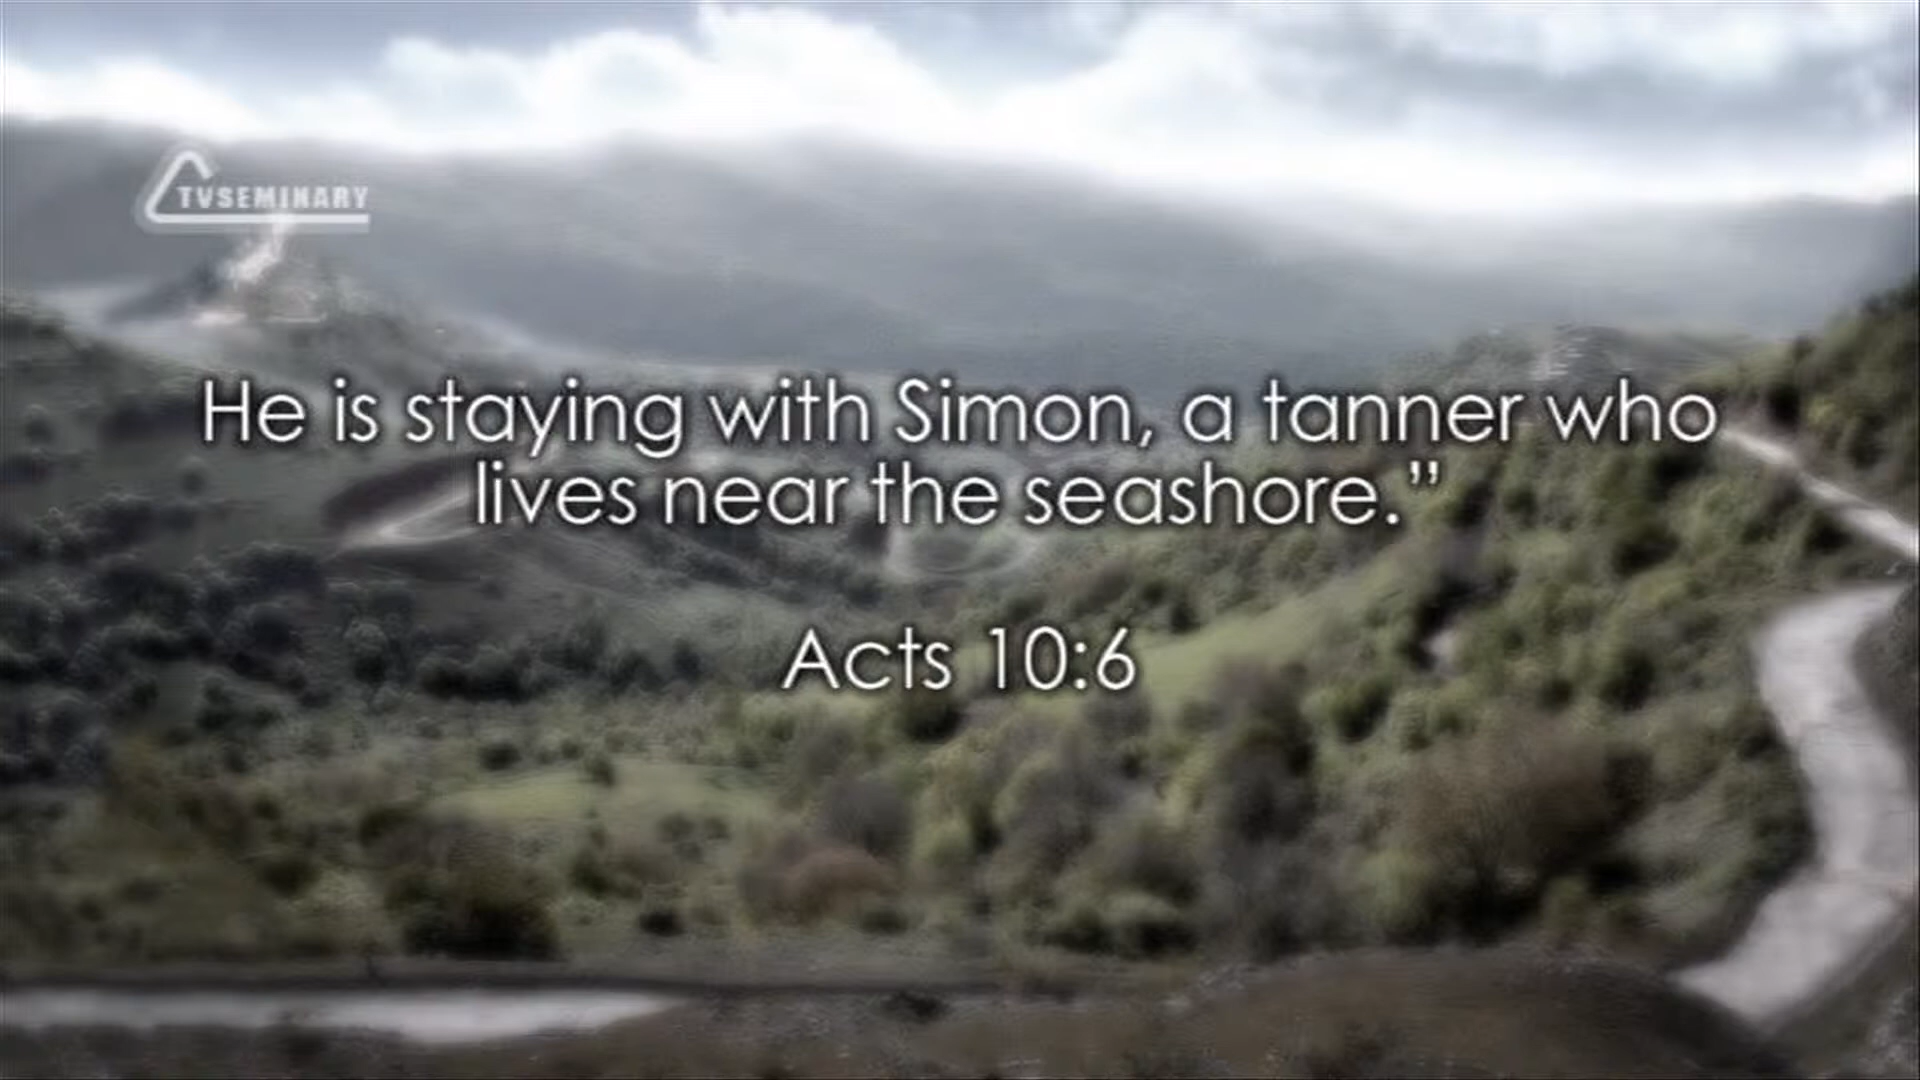 TVSEMINARY
He is staying with Simon, a tanner who
lives near the seashore.”
Acts 10:6